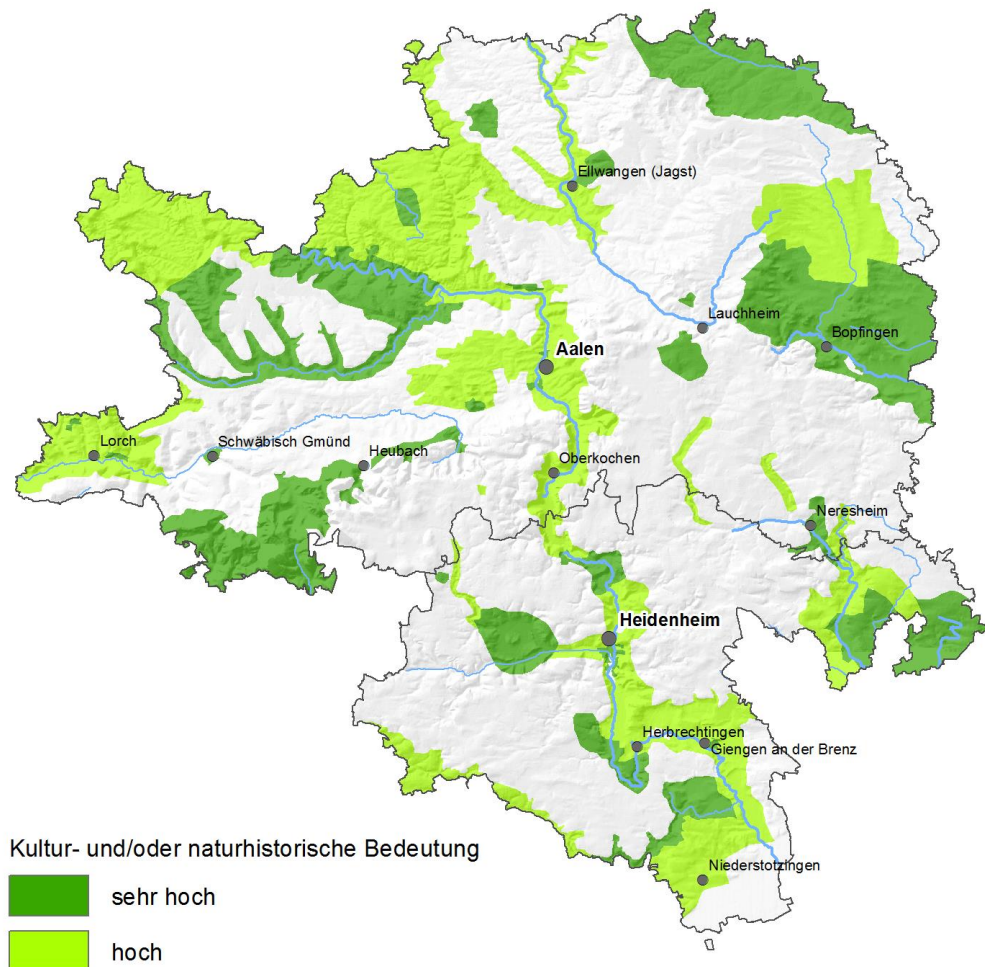 Ellwangen (Jagst)
Lauchheim
Bopfingen
Aalen
Lorch
Schwäbisch Gmünd
Heubach
Oberkochen
Neresheim
Heidenheim
Herbrechtingen
Giengen an der Brenz
Niederstotzingen
Kultur- und/oder naturhistorische Bedeutung
sehr hoch
hoch